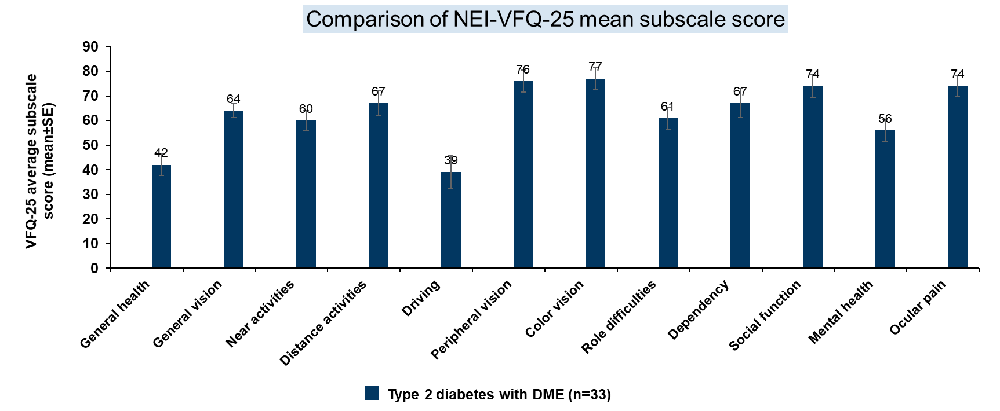 Comparison of NEI-VFQ-25 mean subscale score
VFQ-25 average subscale
score (mean±SE)
90
80
70
60
50
40
30
20
10
0
42
64
60
67
39
76
77
61
67
74
56
74
General health
General vision
Near activities
Distance activities
Driving
Peripheral vision
Color vision
Role difficulties
Dependency
Social function
Mental health
Ocular pain
Type 2 diabetes with DME (n=33)